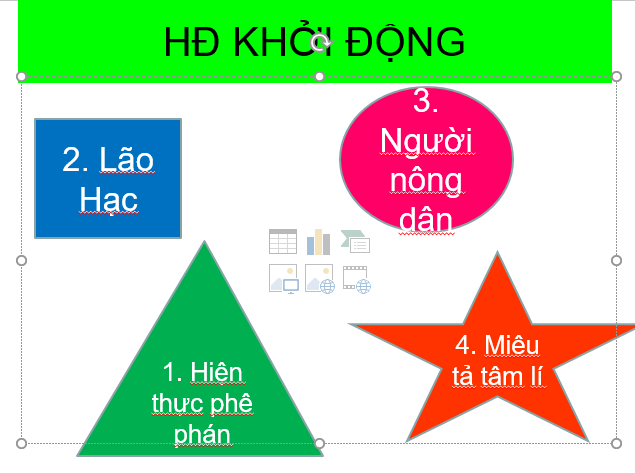 HĐ KHỞI ĐỘNG
3.
Người
nông
dân
2. Lão
Hạc
4. Miêu
tả tâm lí
1. Hiện
thực phê
phán